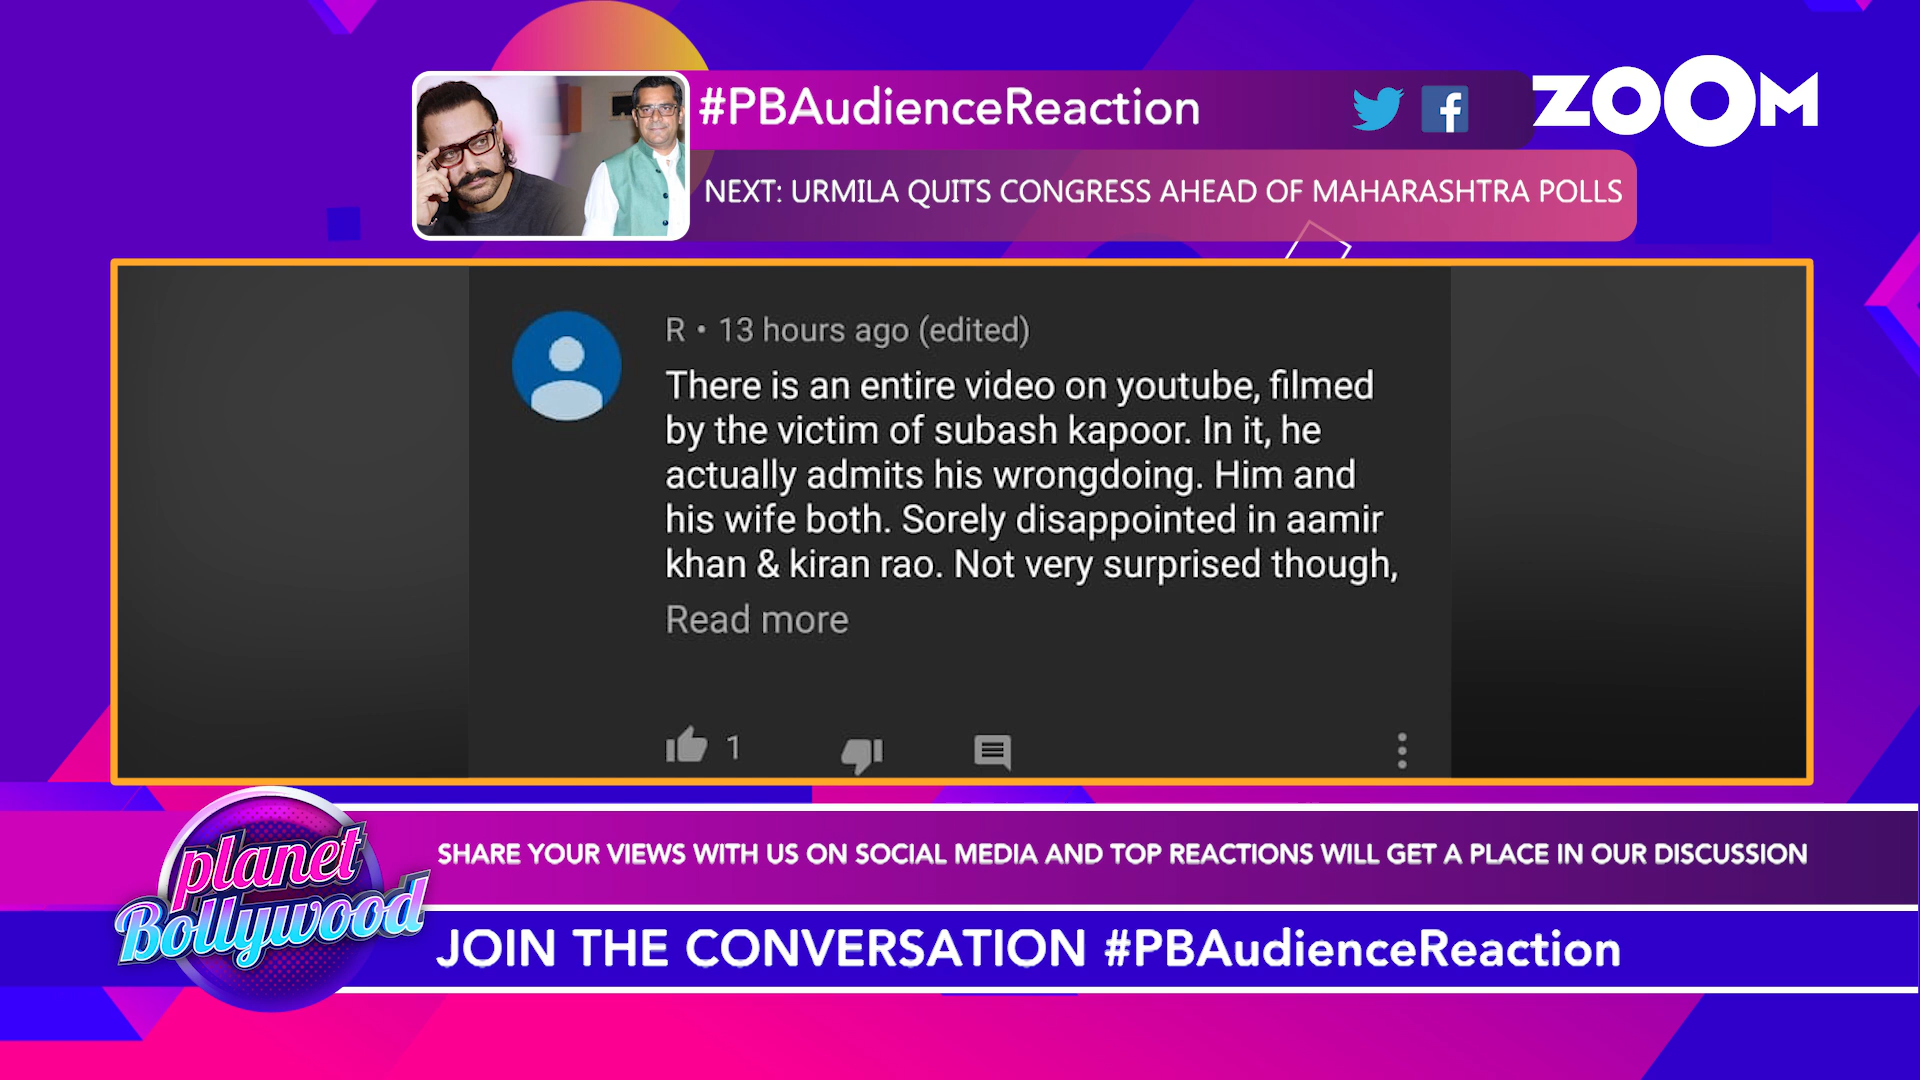 #PBAudienceReaction
ZOOM
NEXT: URMILA QUITS CONGRESS AHEAD OF MAHARASHTRA POLLS
R • 13 hours ago (edited)
There is an entire video on youtube, filmed
by the victim of subash kapoor. In it, he
actually admits his wrongdoing. Him and
his wife both. Sorely disappointed in aamir
khan & kiran rao. Not very surprised though,
Read more
1
planet
Bollywood
SHARE YOUR VIEWS WITH US ON SOCIAL MEDIA AND TOP REACTIONS WILL GET A PLACE IN OUR DISCUSSION
JOIN THE CONVERSATION #PBAudienceReaction